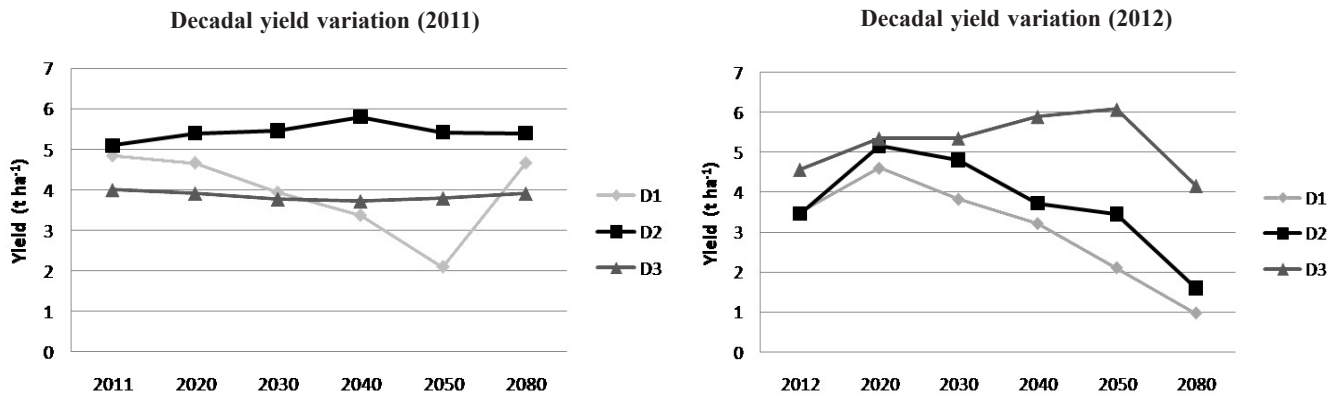 Decadal yield variation (2011)
7
6
5
4
3
2
1
0
Yield (t ha⁻¹)
2011 2020 2030 2040 2050 2080
D1
D2
D3
Decadal yield variation (2012)
7
6
5
4
3
2
1
0
Yield (t ha⁻¹)
2012 2020 2030 2040 2050 2080
D1
D2
D3